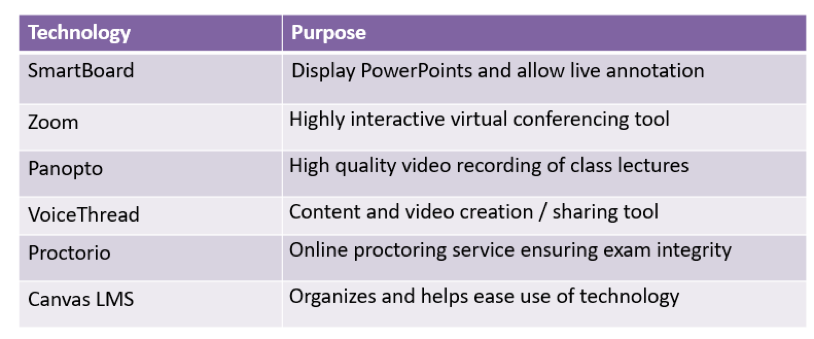 Technology Purpose
SmartBoard Display PowerPoints and allow live annotation
Zoom Highly interactive virtual conferencing tool
Panopto High quality video recording of class lectures
VoiceThread Content and video creation / sharing tool
Proctorio Online proctoring service ensuring exam integrity
Canvas LMS Organizes and helps ease use of technology